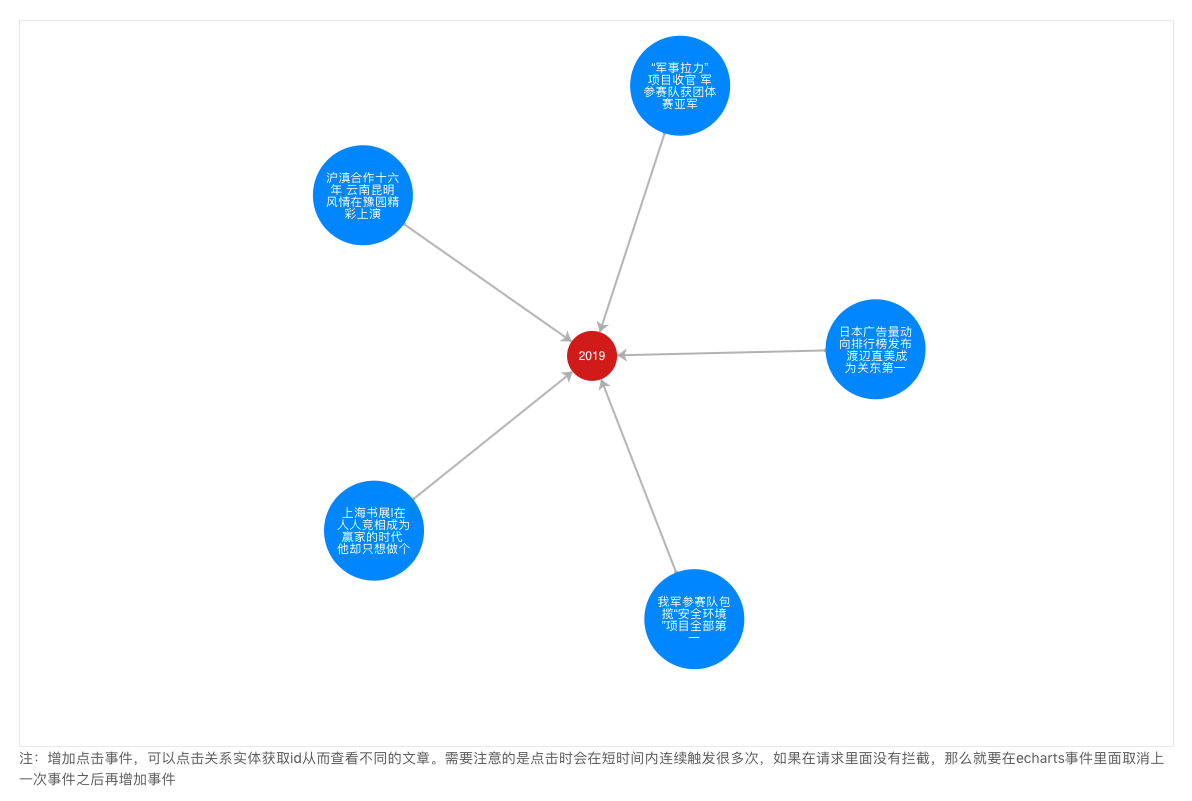 “军事拉力”
项目收官 军
参赛队获团体
赛亚军
沪滇合作十六
年 云南昆明
风情在豫园精
彩上演
2019
日本广告量动
向排行榜发布
渡辺直美成
为关东第一
上海书展|在
人人竞相成为
赢家的时代
他却只想做个
我军参赛队包
揽“安全环境
”项目全部第
一
注：增加点击事件，可以点击关系实体获取id从而查看不同的文章。需要注意的是点击时会在短时间内连续触发很多次，如果在请求里面没有拦截，那么就要在echarts事件里面取消上
一次事件之后再增加事件